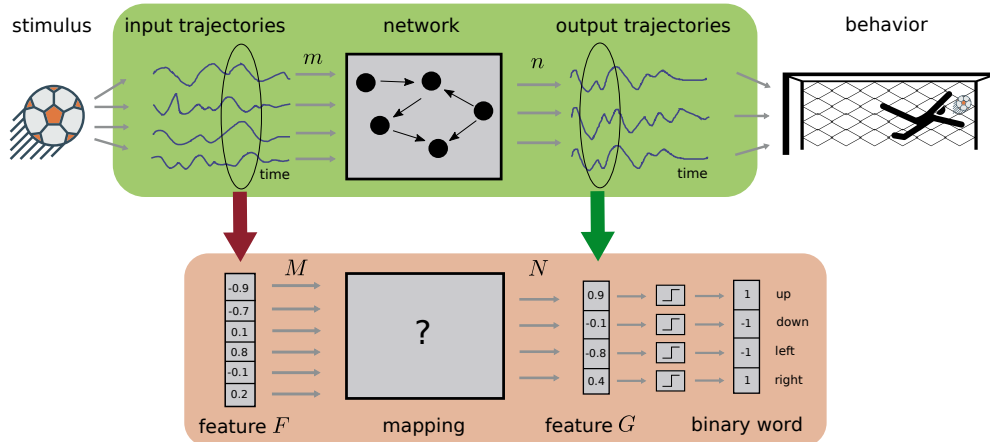 stimulus
input trajectories
network
output trajectories
behavior
m
n
time
time
M
N
-0.9
-0.7
0.1
0.8
-0.1
0.2
?
0.9
-0.1
-0.8
0.4
1
-1
-1
1
up
down
left
right
feature F
mapping
feature G
binary word